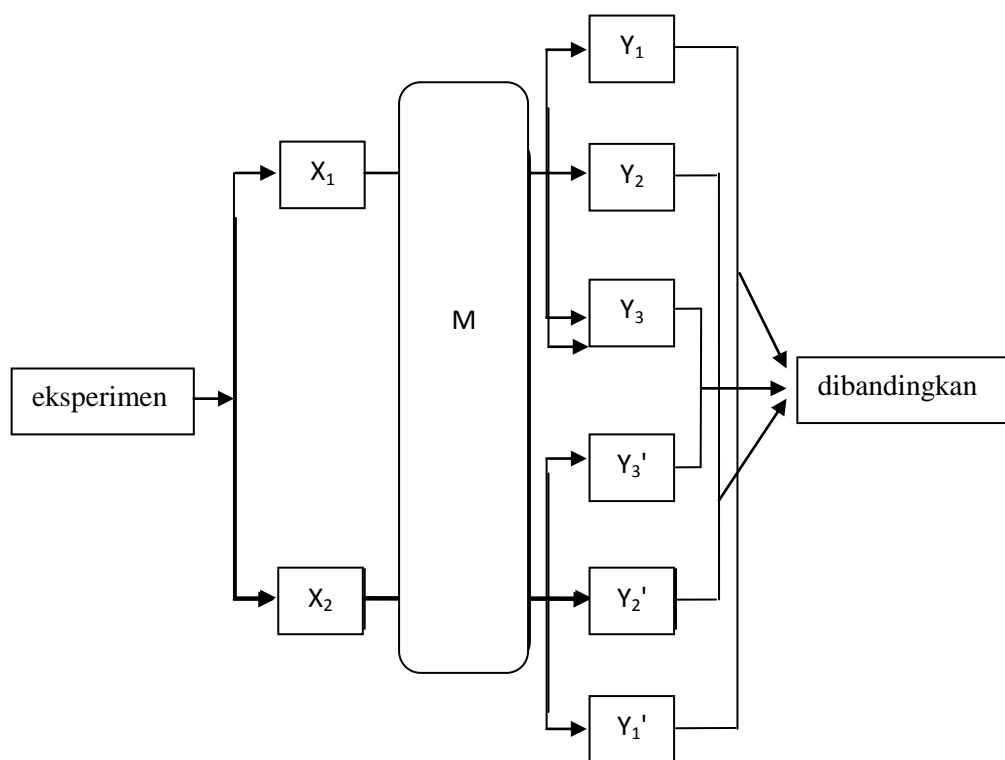 Y₁
X₁
Y₂
Y₃
M
eksperimen
dibandingkan
Y₃'
X₂
Y₂'
Y₁'